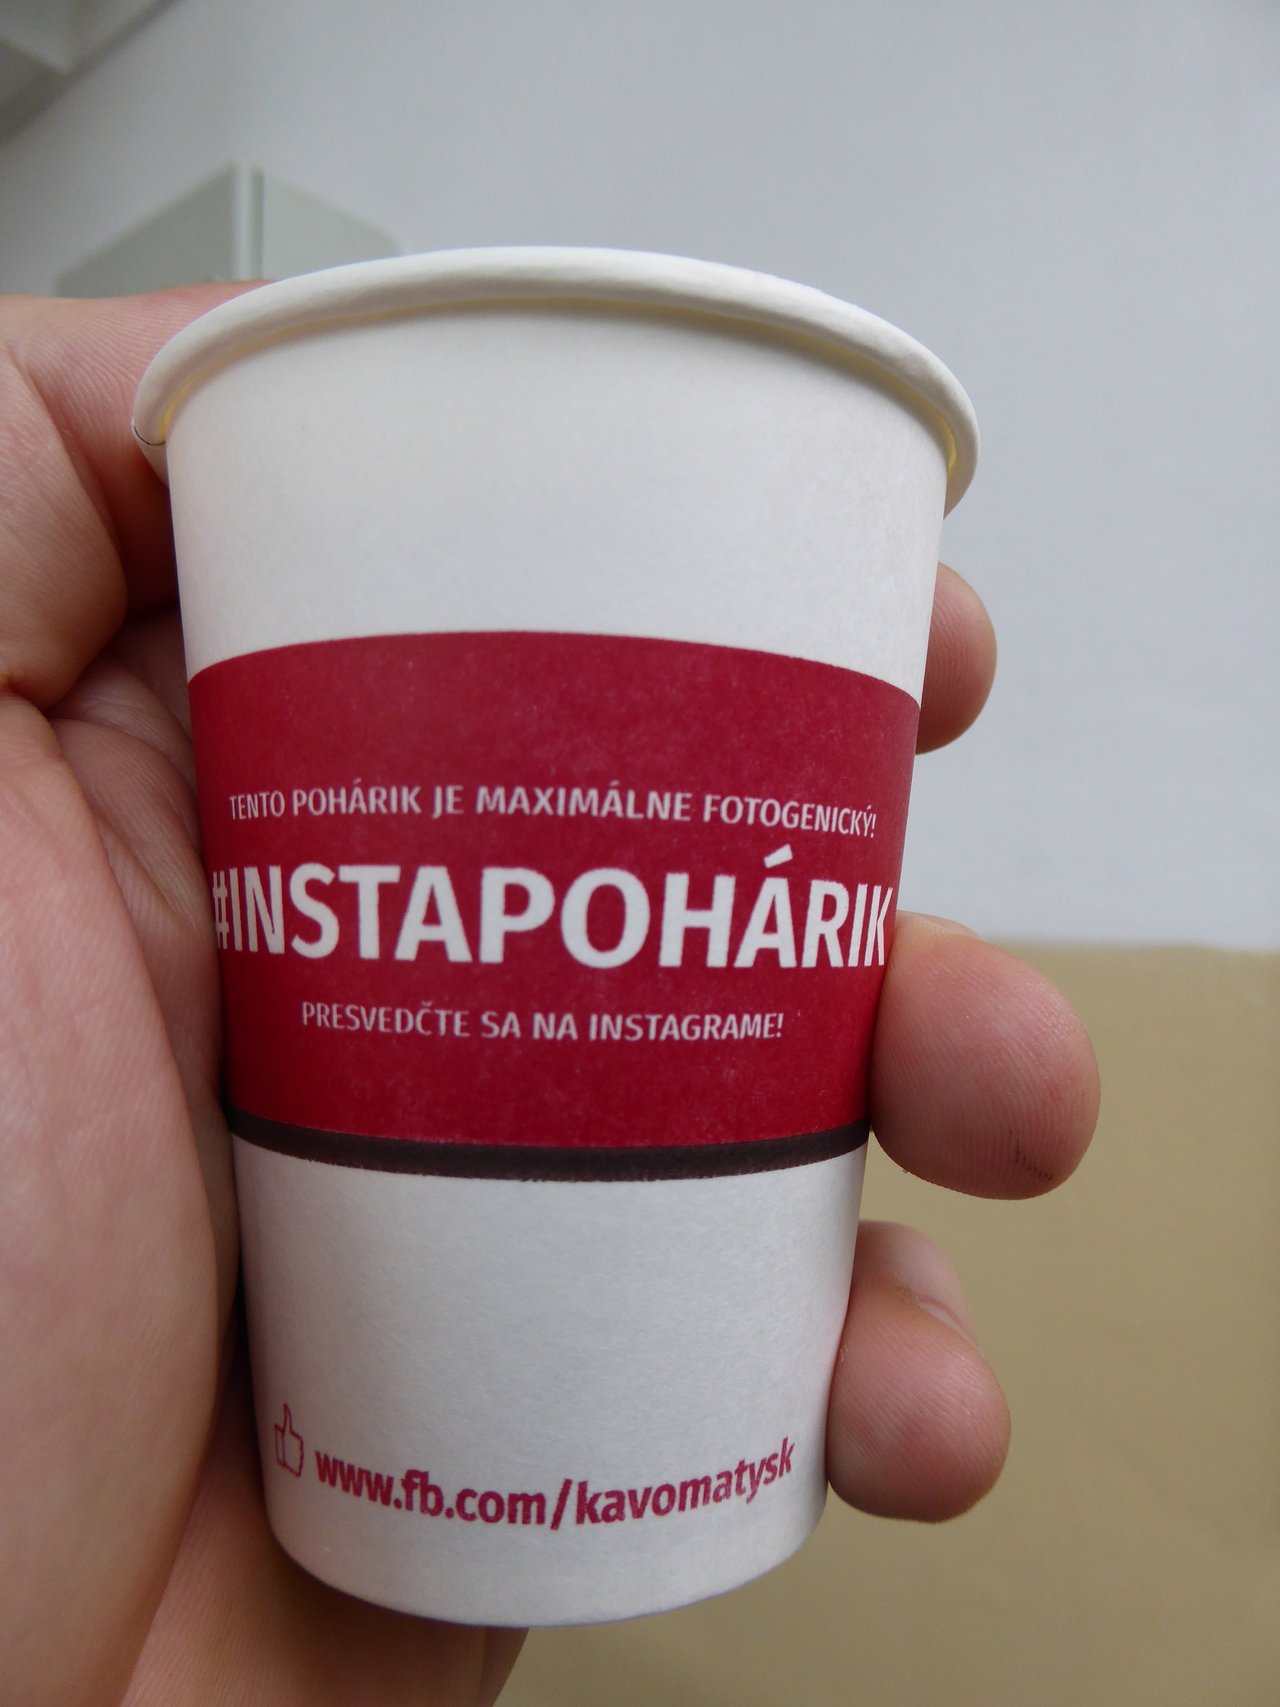 TENTO POHÁRIK JE MAXIMÁLNE FOTOGENICKÝ!
#INSTAPOHÁRIK
PRESVEDČTE SA NA INSTAGRAME!
www.fb.com/kavomatysk